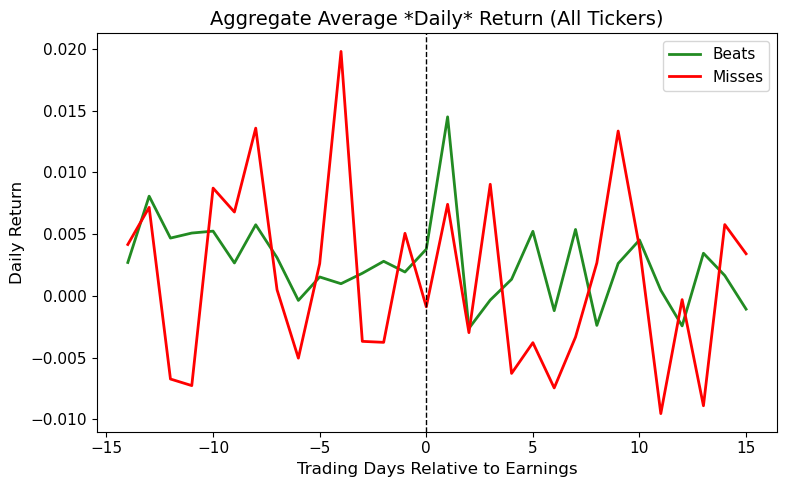 Aggregate Average *Daily* Return (All Tickers)
Beats
Misses
Daily Return
0.020
0.015
0.010
0.005
0.000
−0.005
−0.010
−15
−10
−5
0
5
10
15
Trading Days Relative to Earnings